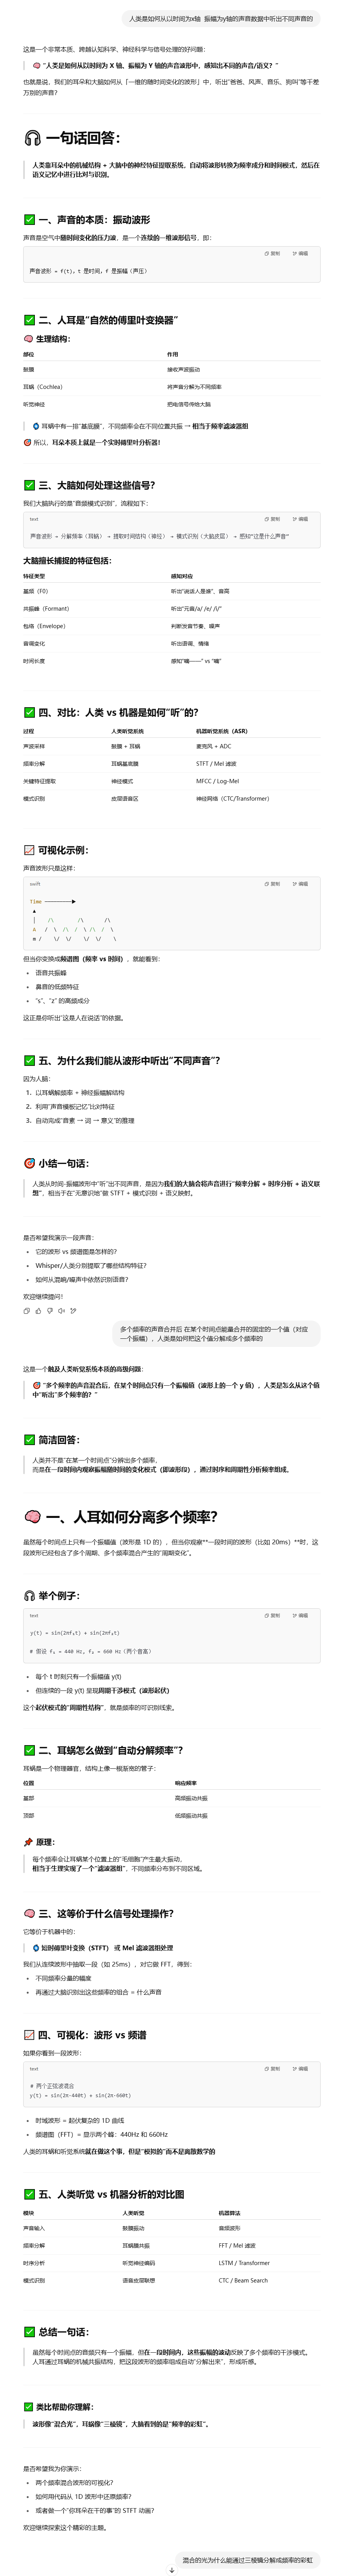 人类是如何从以时间为x轴 振幅为y轴的声音数据中听出不同声音的
这是一个非常本质、跨越认知科学、神经科学与信号处理的好问题：
🧠 “人类是如何从以时间为 X 轴、振幅为 Y 轴的声音波形中，感知出不同的声音/语义？”
也就是说，我们的耳朵和大脑如何从「一维的随时间变化的波形」中，听出“爸爸、风声、音乐、狗叫”等千差
万别的声音？
🎧 一句话回答：
人类靠耳朵中的机械结构 + 大脑中的神经特征提取系统，自动将波形转换为频率成分和时间模式，然后在
语义记忆中进行比对与识别。
✅ 一、声音的本质：振动波形
声音是空气中随时间变化的压力波，是一个连续的一维波形信号，即：
复制 编辑
声音波形 = f(t)，t 是时间，f 是振幅（声压）
✅ 二、人耳是“自然的傅里叶变换器”
🧠 生理结构：
部位 作用
鼓膜 接收声波振动
耳蜗（Cochlea） 将声音分解为不同频率
听觉神经 把电信号传给大脑
耳蜗中有一排“基底膜”，不同频率会在不同位置共振 → 相当于频率滤波器组
🎯 所以，耳朵本质上就是一个实时傅里叶分析器！
✅ 三、大脑如何处理这些信号？
我们大脑执行的是“音频模式识别”，流程如下：
text 复制 编辑
声音波形 → 分解频率（耳蜗） → 提取时间结构（神经） → 模式识别（大脑皮层） → 感知“这是什么声音”
大脑擅长捕捉的特征包括：
特征类型 感知对应
基频（F0） 听出“说话人是谁”、音高
共振峰（Formant） 听出“元音/a/ /e/ /i/”
包络（Envelope） 判断发音节奏、噪声
音调变化 听出语调、情绪
时间长度 感知“嘀——” vs “嘀”
✅ 四、对比：人类 vs 机器是如何“听”的？
过程 人类听觉系统 机器听觉系统（ASR）
声波采样 鼓膜 + 耳蜗 麦克风 + ADC
频率分解 耳蜗基底膜 STFT / Mel 滤波
关键特征提取 神经模式 MFCC / Log-Mel
模式识别 皮层语言区 神经网络（CTC/Transformer）
📈 可视化示例：
声音波形只是这样：
swift 复制 编辑
但当你变换成频谱图（频率 vs 时间），就能看到：
• 语音共振峰
• 鼻音的低频特征
• “s”、“z” 的高频成分
这正是你听出“这是人在说话”的依据。
✅ 五、为什么我们能从波形中听出“不同声音”？
因为人脑：
1. 以耳蜗解频率 + 神经振幅解结构
2. 利用“声音模板记忆”比对特征
3. 自动完成“音素 → 词 → 意义”的推理
🎯 小结一句话：
人类从时间-振幅波形中“听”出不同声音，是因为我们的大脑会将声音进行“频率分解 + 时序分析 + 语义联
想”，相当于在“无意识地”做 STFT + 模式识别 + 语义映射。
是否希望我演示一段声音：
• 它的波形 vs 频谱图是怎样的？
• Whisper/人类分别提取了哪些结构特征？
• 如何从混响/噪声中依然识别语音？
欢迎继续提问！
多个频率的声音合并后 在某个时间点能量合并的固定的一个值（对应
一个振幅），人类是如何把这个值分解成多个频率的
这是一个触及人类听觉系统本质的高级问题：
🎯 “多个频率的声音混合后，在某个时间点只有一个振幅值（波形上的一个 y 值），人类是怎么从这个值
中“听出”多个频率的？”
✅ 简洁回答：
人类并不是“在某一个时间点”分辨出多个频率，
而是在一段时间内观察振幅随时间的变化模式（即波形段），通过时序和周期性分析频率组成。
🧠 一、人耳如何分离多个频率？
虽然每个时间点上只有一个振幅值（波形是 1D 的），但当你观察**一段时间的波形（比如 20ms）**时，这
段波形已经包含了多个周期、多个频率混合产生的“周期变化”。
🎧 举个例子：
text 复制 编辑
y(t) = sin(2πf₁t) + sin(2πf₂t)
# 假设 f₁ = 440 Hz，f₂ = 660 Hz（两个音高）
• 每个 t 时刻只有一个振幅值 y(t)
• 但连续的一段 y(t) 呈现周期干涉模式（波形起伏）
这个起伏模式的“周期性结构”，就是频率的可识别线索。
✅ 二、耳蜗怎么做到“自动分解频率”？
耳蜗是一个物理器官，结构上像一根渐宽的管子：
位置 响应频率
基部 高频振动共振
顶部 低频振动共振
📌 原理：
每个频率会让耳蜗某个位置上的“毛细胞”产生最大振动，
相当于生理实现了一个“滤波器组”，不同频率分布到不同区域。
🧠 三、这等价于什么信号处理操作？
它等价于机器中的：
短时傅里叶变换（STFT） 或 Mel 滤波器组处理
我们从连续波形中抽取一段（如 25ms），对它做 FFT，得到：
• 不同频率分量的幅度
• 再通过大脑识别出这些频率的组合 = 什么声音
📈 四、可视化：波形 vs 频谱
如果你看到一段波形：
text 复制 编辑
# 两个正弦波混合
y(t) = sin(2π·440t) + sin(2π·660t)
• 时域波形 = 起伏复杂的 1D 曲线
• 频谱图（FFT）= 显示两个峰：440Hz 和 660Hz
人类的耳蜗和听觉系统就在做这个事，但是“模拟的”而不是离散数学的
✅ 五、人类听觉 vs 机器分析的对比图
模块 人类听觉 机器算法
声音输入 鼓膜振动 音频波形
频率分解 耳蜗膜共振 FFT / Mel 滤波
时序分析 听觉神经编码 LSTM / Transformer
模式识别 语音皮层联想 CTC / Beam Search
✅ 总结一句话：
虽然每个时间点的音频只有一个振幅，但在一段时间内，这些振幅的波动反映了多个频率的干涉模式。
人耳通过耳蜗的机械共振结构，把这段波形的频率组成自动“分解出来”，形成听感。
✅ 类比帮助你理解：
波形像“混合光”，耳蜗像“三棱镜”，大脑看到的是“频率的彩虹”。
是否希望我为你演示：
• 两个频率混合波形的可视化？
• 如何用代码从 1D 波形中还原频率？
• 或者做一个“你耳朵在干的事”的 STFT 动画？
欢迎继续探索这个精彩的主题。
混合的光为什么能通过三棱镜分解成频率的彩虹